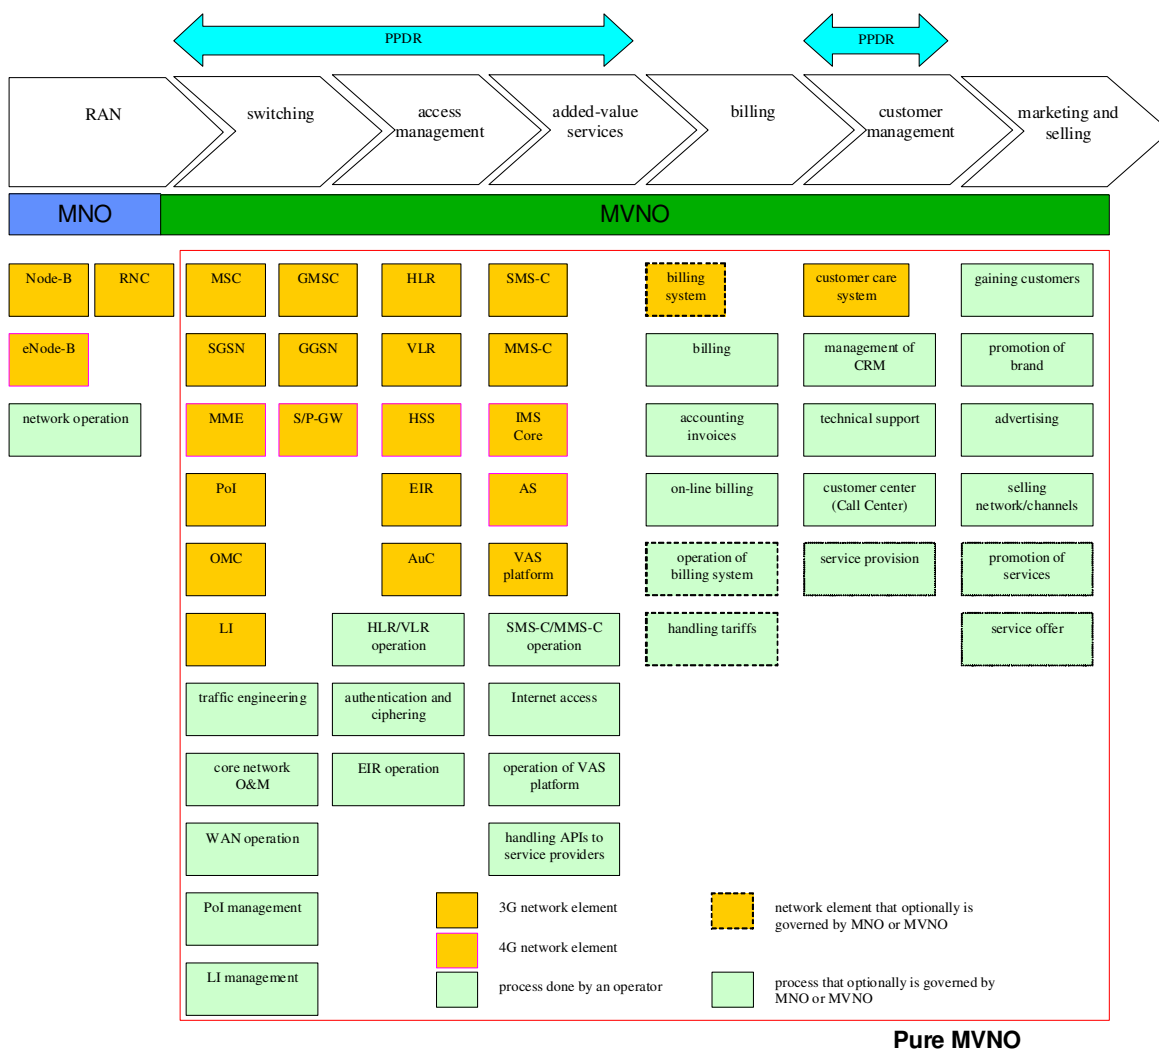 PPDR
PPDR
RAN
switching
access
management
added-value
services
billing
customer
management
marketing and
selling
MNO
MVNO
Node-B
RNC
MSC
GMSC
HLR
SMS-C
billing
system
customer care
system
gaining customers
eNode-B
SGSN
GGSN
VLR
MMS-C
billing
management of
CRM
promotion of
brand
network operation
MME
S/P-GW
HSS
IMS
Core
accounting
invoices
technical support
advertising
PoI
EIR
AS
on-line billing
customer center
(Call Center)
selling
network/channels
OMC
AuC
VAS
platform
operation of
billing system
service provision
promotion of
services
LI
HLR/VLR
operation
SMS-C/MMS-C
operation
handling tariffs
service offer
traffic engineering
authentication and
ciphering
Internet access
core network
O&M
EIR operation
operation of VAS
platform
WAN operation
handling APIs to
service providers
PoI management
3G network element
network element that optionally is
governed by MNO or MVNO
4G network element
LI management
process done by an operator
process that optionally is governed by
MNO or MVNO
Pure MVNO